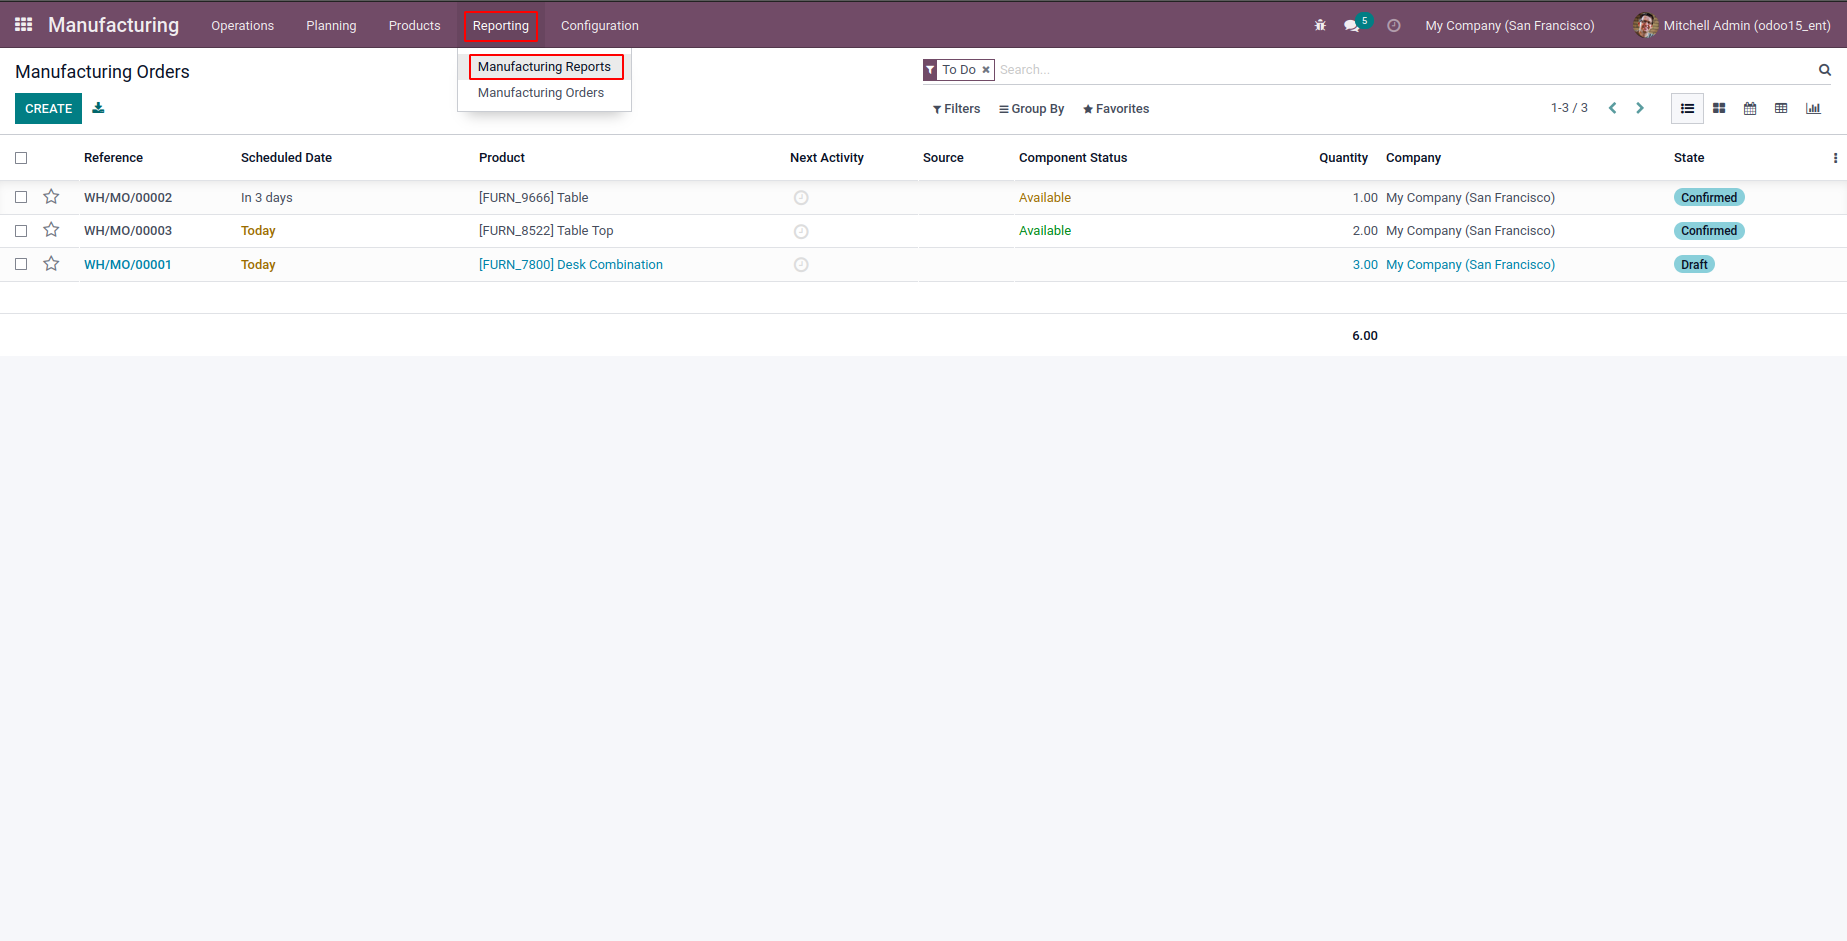 Manufacturing Operations Planning Products Reporting Configuration 5 My Company (San Francisco) Mitchell Admin (odoo15_ent)
Manufacturing Reports
Manufacturing Orders
Manufacturing Orders
To Do × Search...
CREATE
Filters Group By Favorites 1-3 / 3
Reference Scheduled Date Product Next Activity Source Component Status Quantity Company State
WH/MO/00002 In 3 days [FURN_9666] Table Available 1.00 My Company (San Francisco) Confirmed
WH/MO/00003 Today [FURN_8522] Table Top Available 2.00 My Company (San Francisco) Confirmed
WH/MO/00001 Today [FURN_7800] Desk Combination 3.00 My Company (San Francisco) Draft
6.00